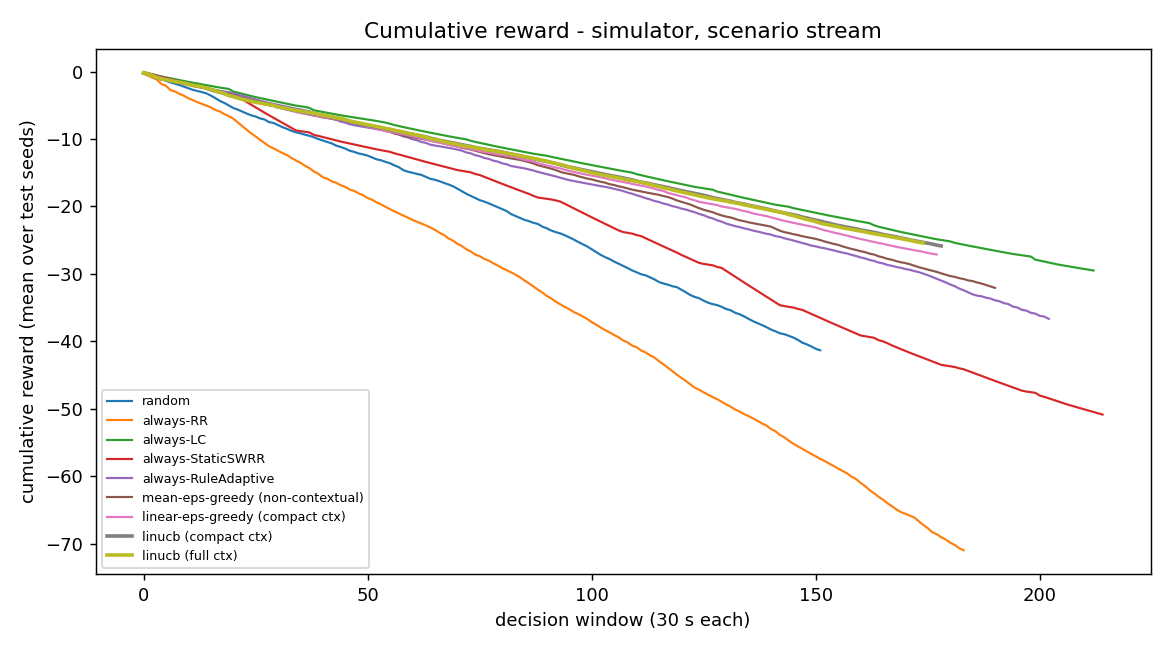 Cumulative reward - simulator, scenario stream
cumulative reward (mean over test seeds)
0
−10
−20
−30
−40
−50
−60
−70
random
always-RR
always-LC
always-StaticSWRR
always-RuleAdaptive
mean-eps-greedy (non-contextual)
linear-eps-greedy (compact ctx)
linucb (compact ctx)
linucb (full ctx)
0 50 100 150 200
decision window (30 s each)